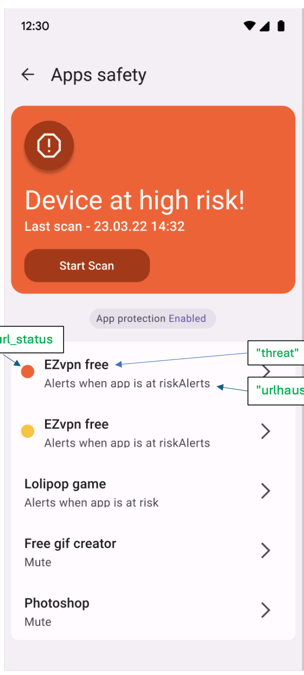 12:30
Apps safety
Device at high risk!
Last scan - 23.03.22 14:32
Start Scan
App protection Enabled
url_status
EZvpn free
"threat"
Alerts when app is at riskAlerts
"urlhaus
EZvpn free
Alerts when app is at riskAlerts
Lolipop game
Alerts when app is at risk
Free gif creator
Mute
Photoshop
Mute